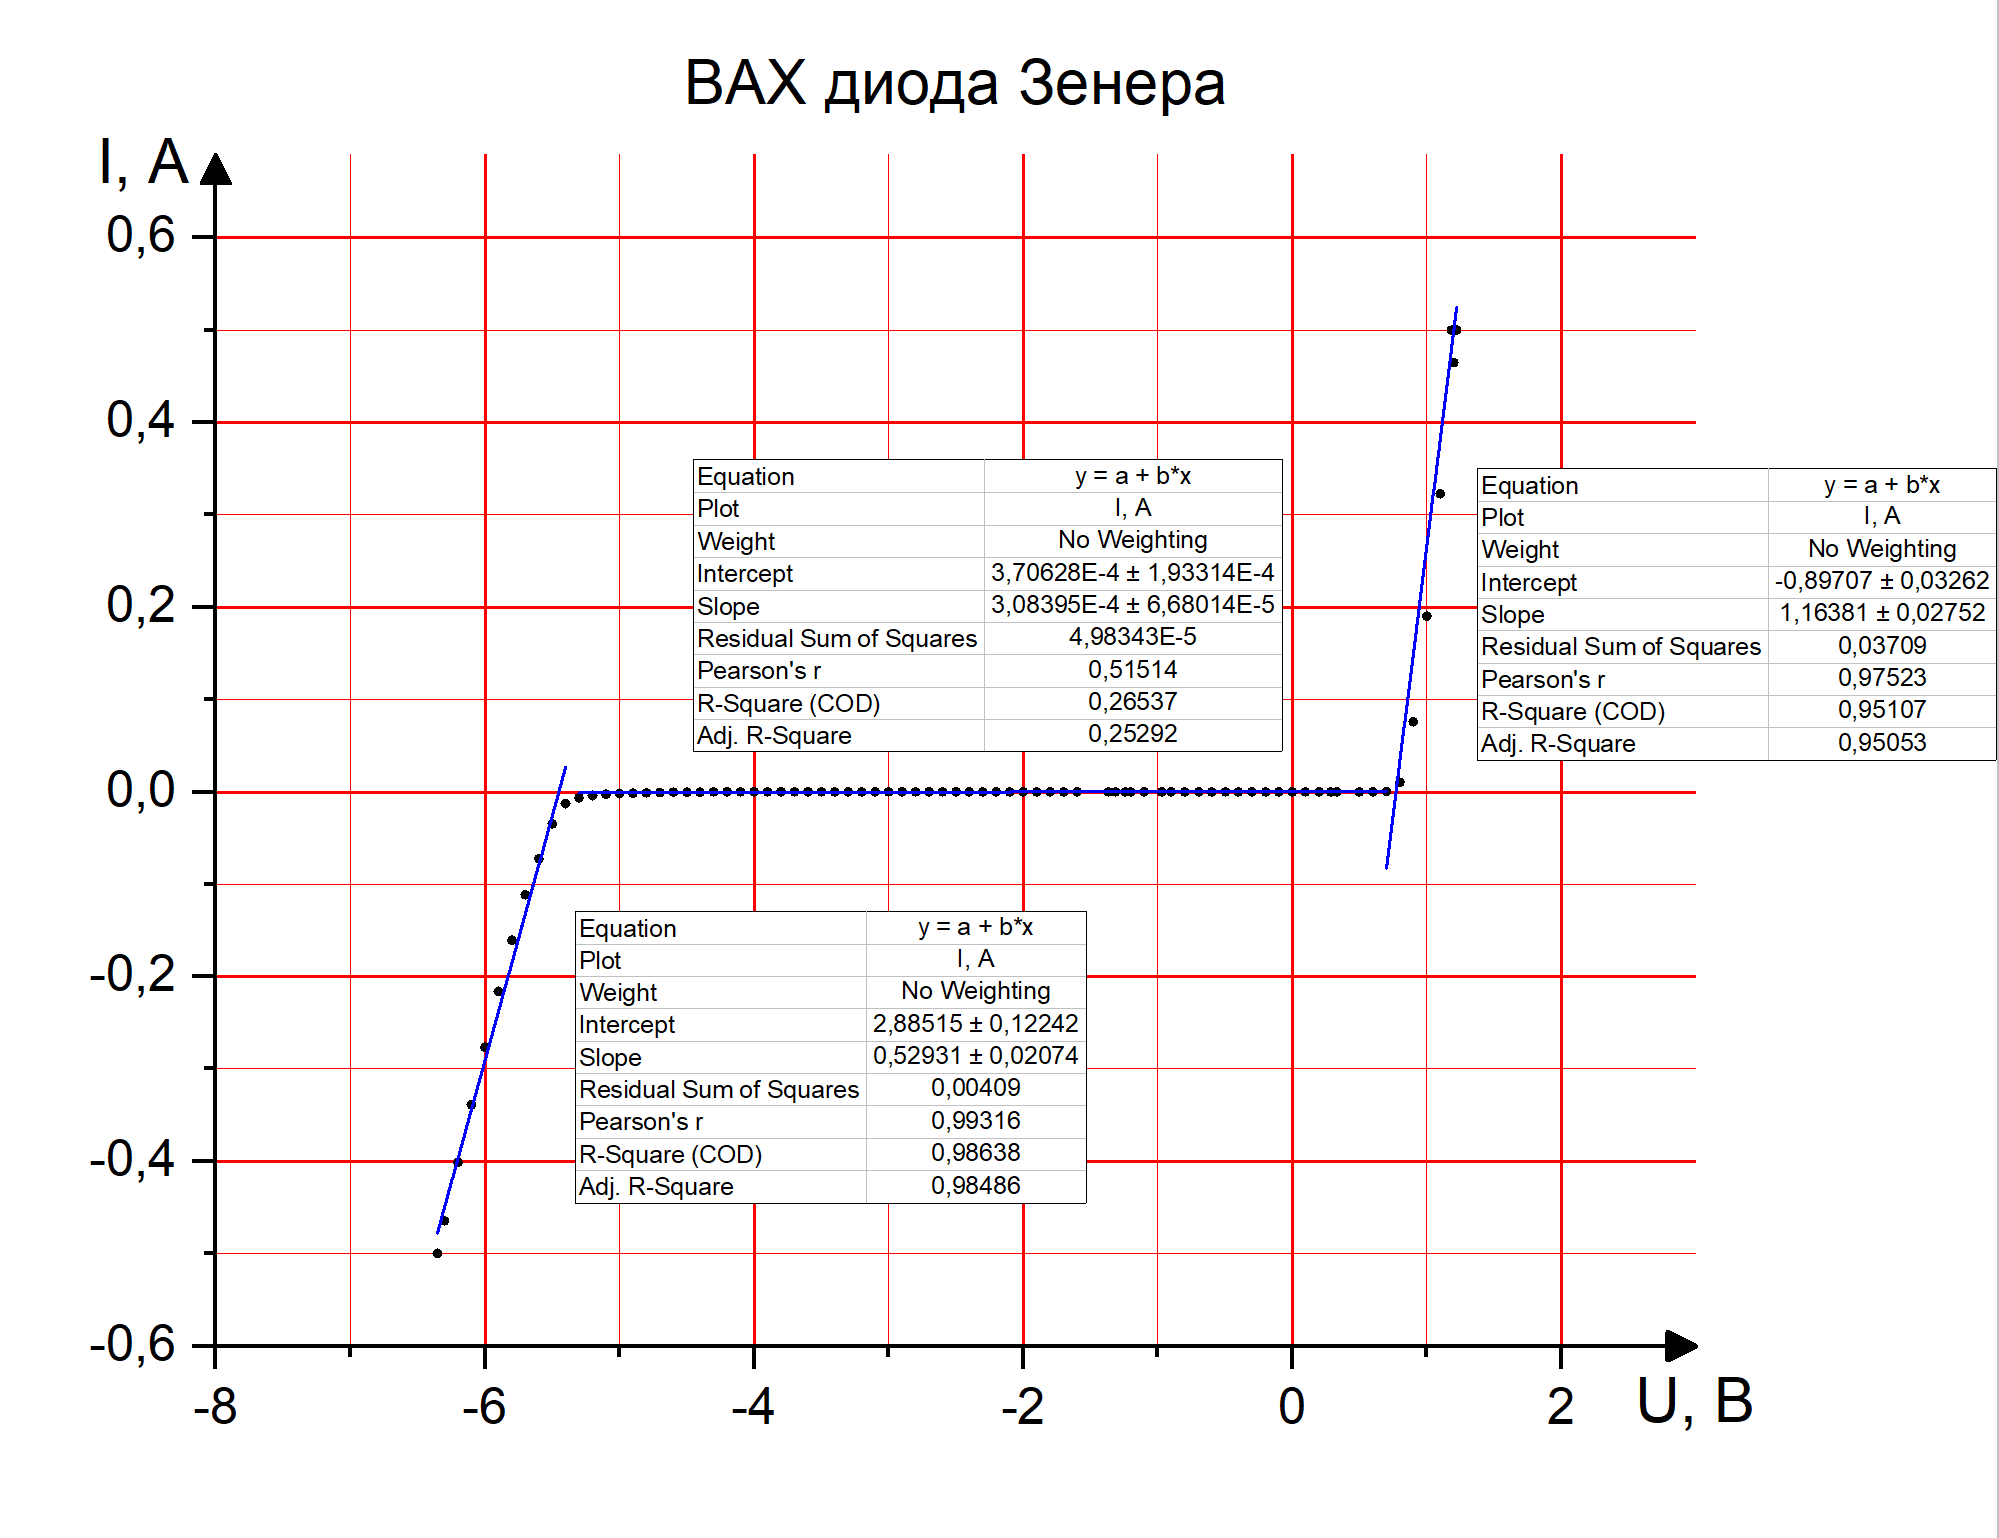 ВАХ диода Зенера
I, А
0,6
0,4
0,2
0,0
-0,2
-0,4
-0,6
Equation y = a + b*x
Plot I, A
Weight No Weighting
Intercept 3,70628E-4 ± 1,93314E-4
Slope 3,08395E-4 ± 6,68014E-5
Residual Sum of Squares 4,98343E-5
Pearson's r 0,51514
R-Square (COD) 0,26537
Adj. R-Square 0,25292
Equation y = a + b*x
Plot I, A
Weight No Weighting
Intercept -0,89707 ± 0,03262
Slope 1,16381 ± 0,02752
Residual Sum of Squares 0,03709
Pearson's r 0,97523
R-Square (COD) 0,95107
Adj. R-Square 0,95053
Equation y = a + b*x
Plot I, A
Weight No Weighting
Intercept 2,88515 ± 0,12242
Slope 0,52931 ± 0,02074
Residual Sum of Squares 0,00409
Pearson's r 0,99316
R-Square (COD) 0,98638
Adj. R-Square 0,98486
-8 -6 -4 -2 0 2
U, В